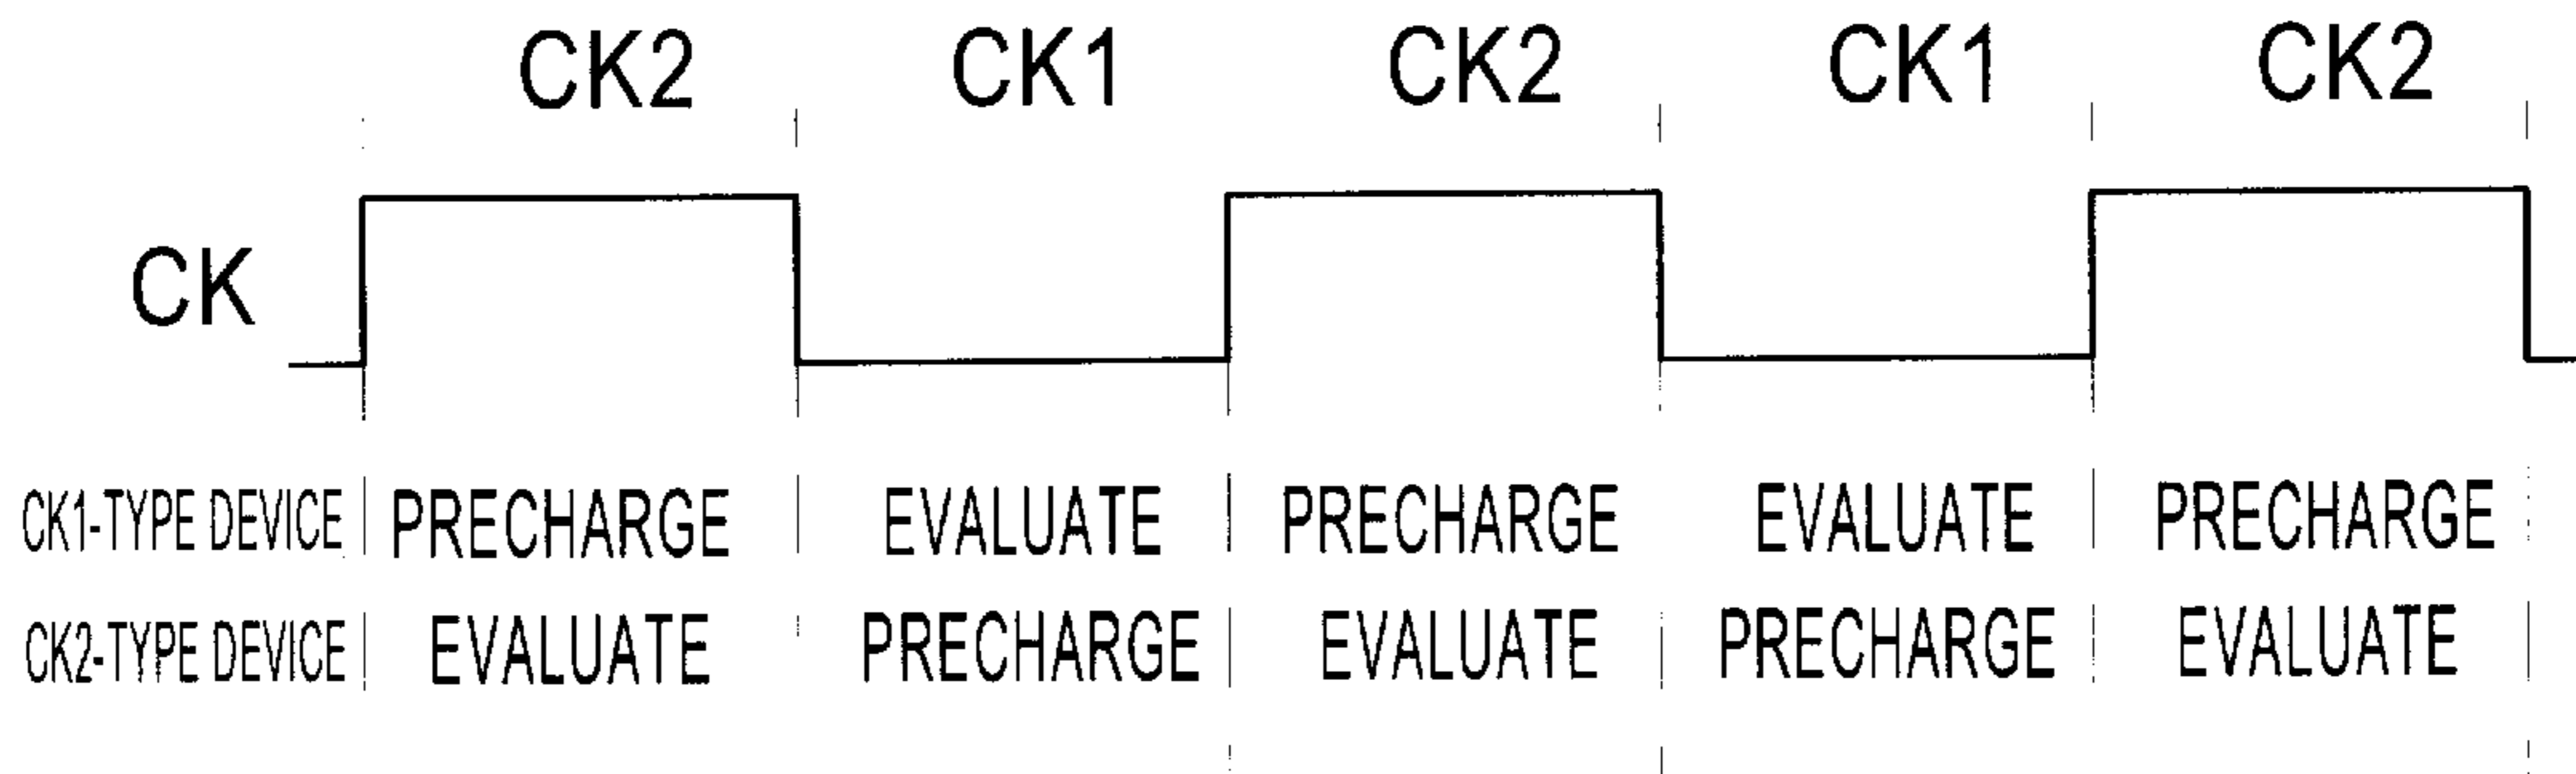 CK2 CK1 CK2 CK1 CK2
CK
CK1-TYPE DEVICE PRECHARGE EVALUATE PRECHARGE EVALUATE PRECHARGE
CK2-TYPE DEVICE EVALUATE PRECHARGE EVALUATE PRECHARGE EVALUATE